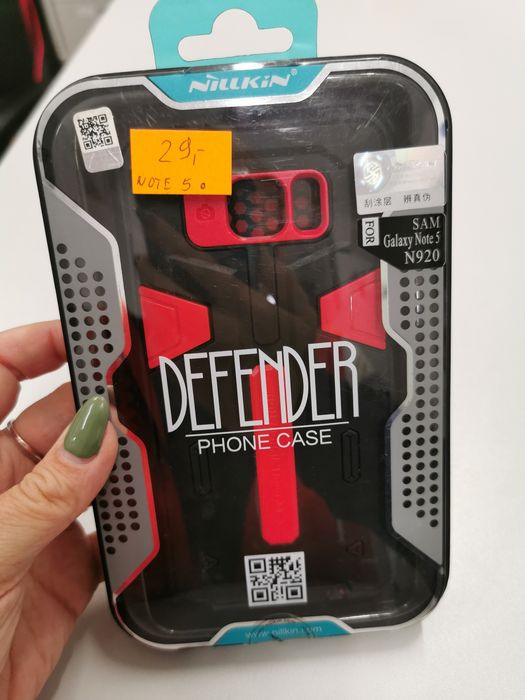 NILLKIN®
29,-
NOTE 5.
刮涂层 辨真伪
FOR
SAM
Galaxy Note 5
N920
DEFENDER
PHONE CASE
www.nillkin.com